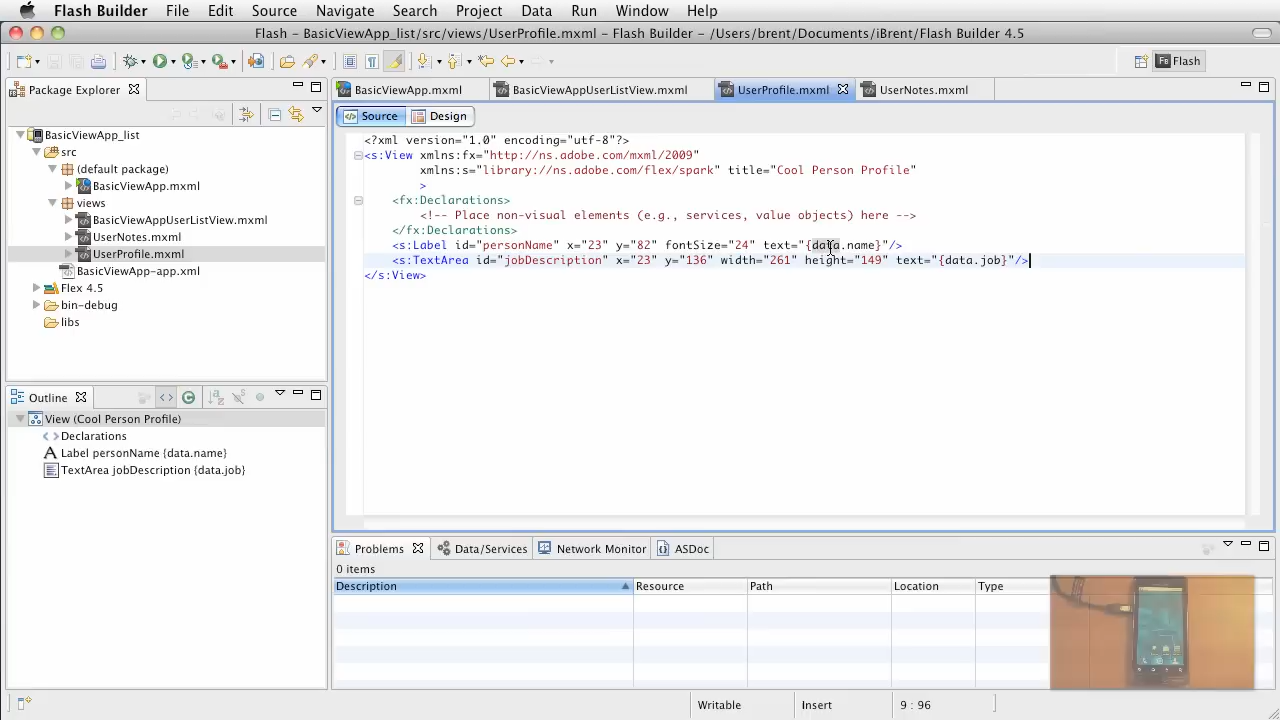 Flash Builder File Edit Source Navigate Search Project Data Run Window Help
Flash – BasicViewApp_list/src/views/UserProfile.mxml – Flash Builder – /Users/brent/Documents/iBrent/Flash Builder 4.5
Fb Flash
Package Explorer
BasicViewApp_list
src
(default package)
BasicViewApp.mxml
views
BasicViewAppUserListView.mxml
UserNotes.mxml
UserProfile.mxml
BasicViewApp-app.xml
Flex 4.5
bin-debug
libs
Outline
View (Cool Person Profile)
Declarations
Label personName {data.name}
TextArea jobDescription {data.job}
BasicViewApp.mxml BasicViewAppUserListView.mxml UserProfile.mxml UserNotes.mxml
Source Design
<?xml version="1.0" encoding="utf-8"?>
<s:View xmlns:fx="http://ns.adobe.com/mxml/2009"
xmlns:s="library://ns.adobe.com/flex/spark" title="Cool Person Profile"
>
<fx:Declarations>
<!-- Place non-visual elements (e.g., services, value objects) here -->
</fx:Declarations>
<s:Label id="personName" x="23" y="82" fontSize="24" text="{data.name}"/>
<s:TextArea id="jobDescription" x="23" y="136" width="261" height="149" text="{data.job}"/>
</s:View>
Problems Data/Services Network Monitor ASDoc
0 items
Description Resource Path Location Type
Writable Insert 9 : 96